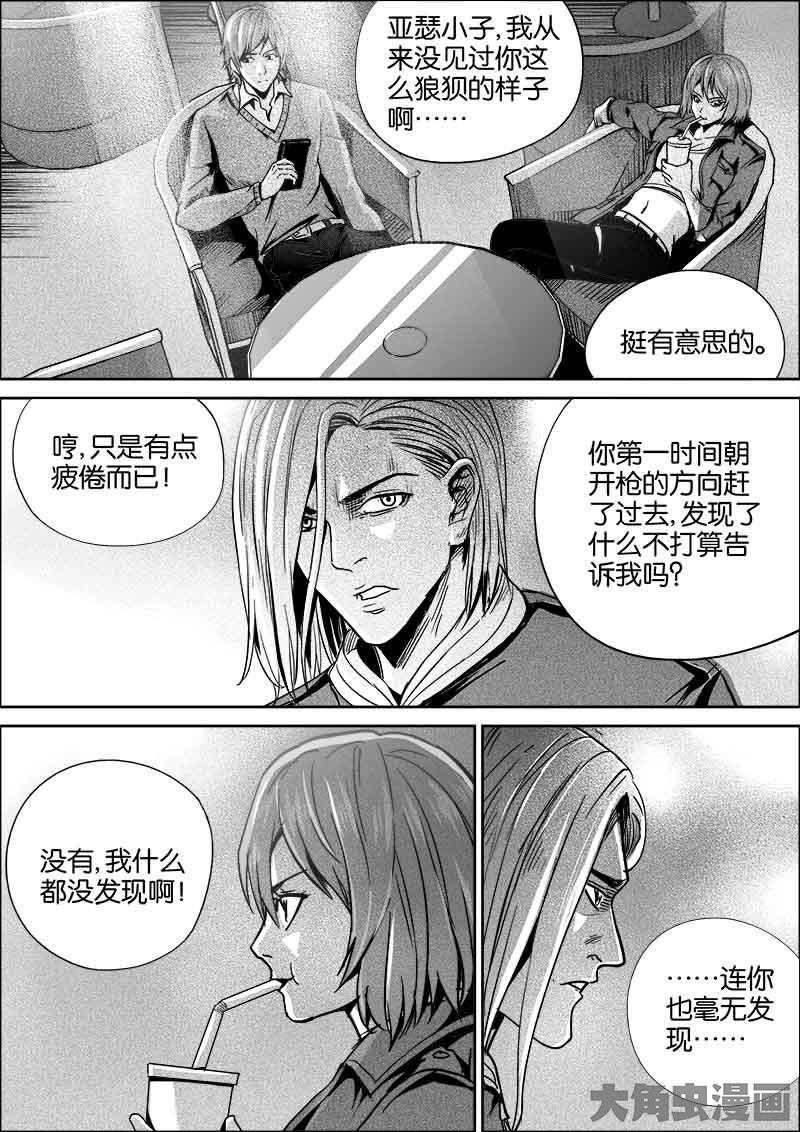 亚瑟小子,我从
来没见过你这
么狼狈的样子
啊……
挺有意思的。
哼,只是有点
疲倦而已!
你第一时间朝
开枪的方向赶
了过去,发现了
什么不打算告
诉我吗?
没有,我什么
都没发现啊!
……连你
也毫无发
现……
大角虫漫画